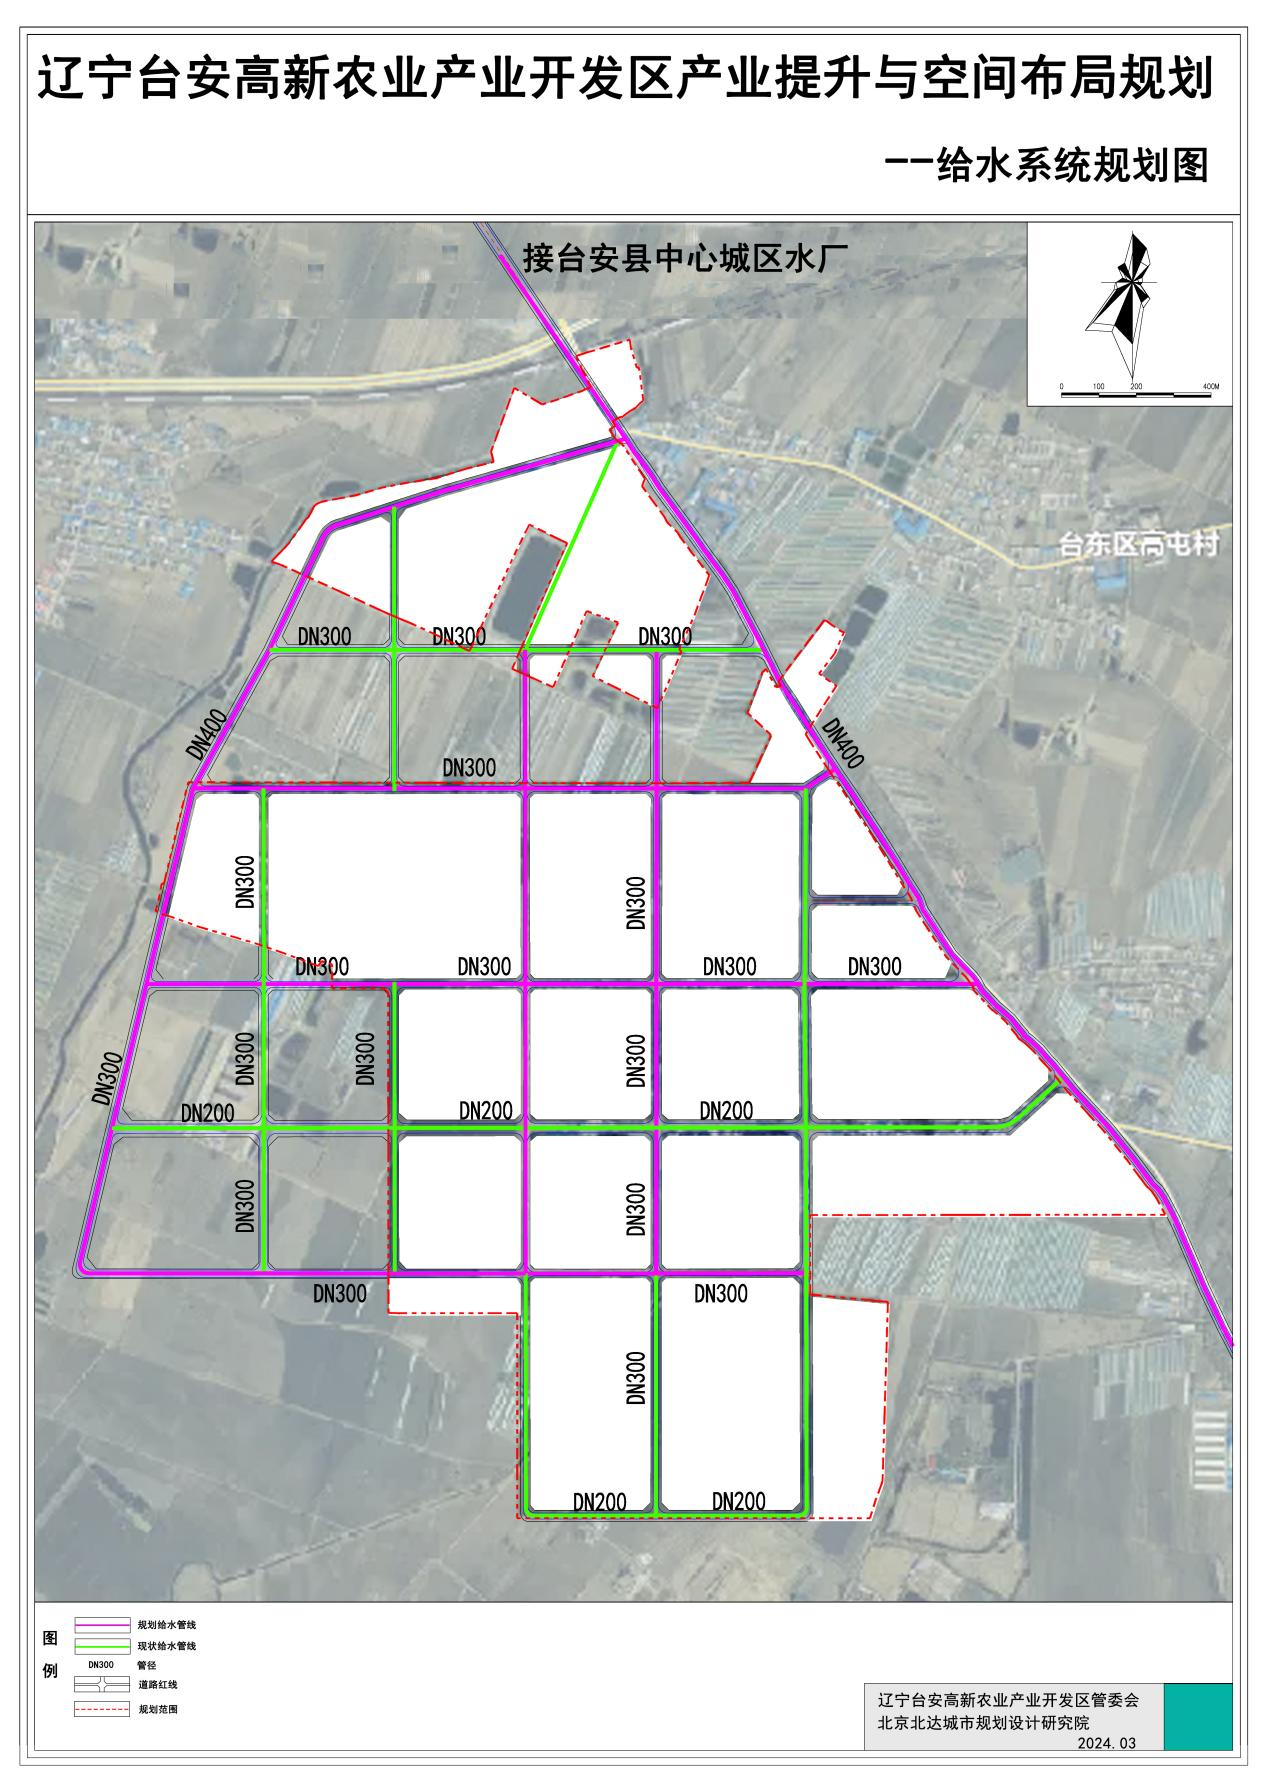 辽宁台安高新农业产业开发区产业提升与空间布局规划
--给水系统规划图
接台安县中心城区水厂
0 100 200 400M
台东区高屯村
DN300 DN300 DN300
DN400
DN400
DN300
DN300
DN300
DN300 DN300 DN300 DN300
DN300
DN300
DN300
DN300
DN200 DN200 DN200
DN300
DN300
DN300 DN300
DN300
DN200 DN200
图例
规划给水管线
现状给水管线
DN300 管径
道路红线
规划范围
辽宁台安高新农业产业开发区管委会
北京北达城市规划设计研究院
2024.03